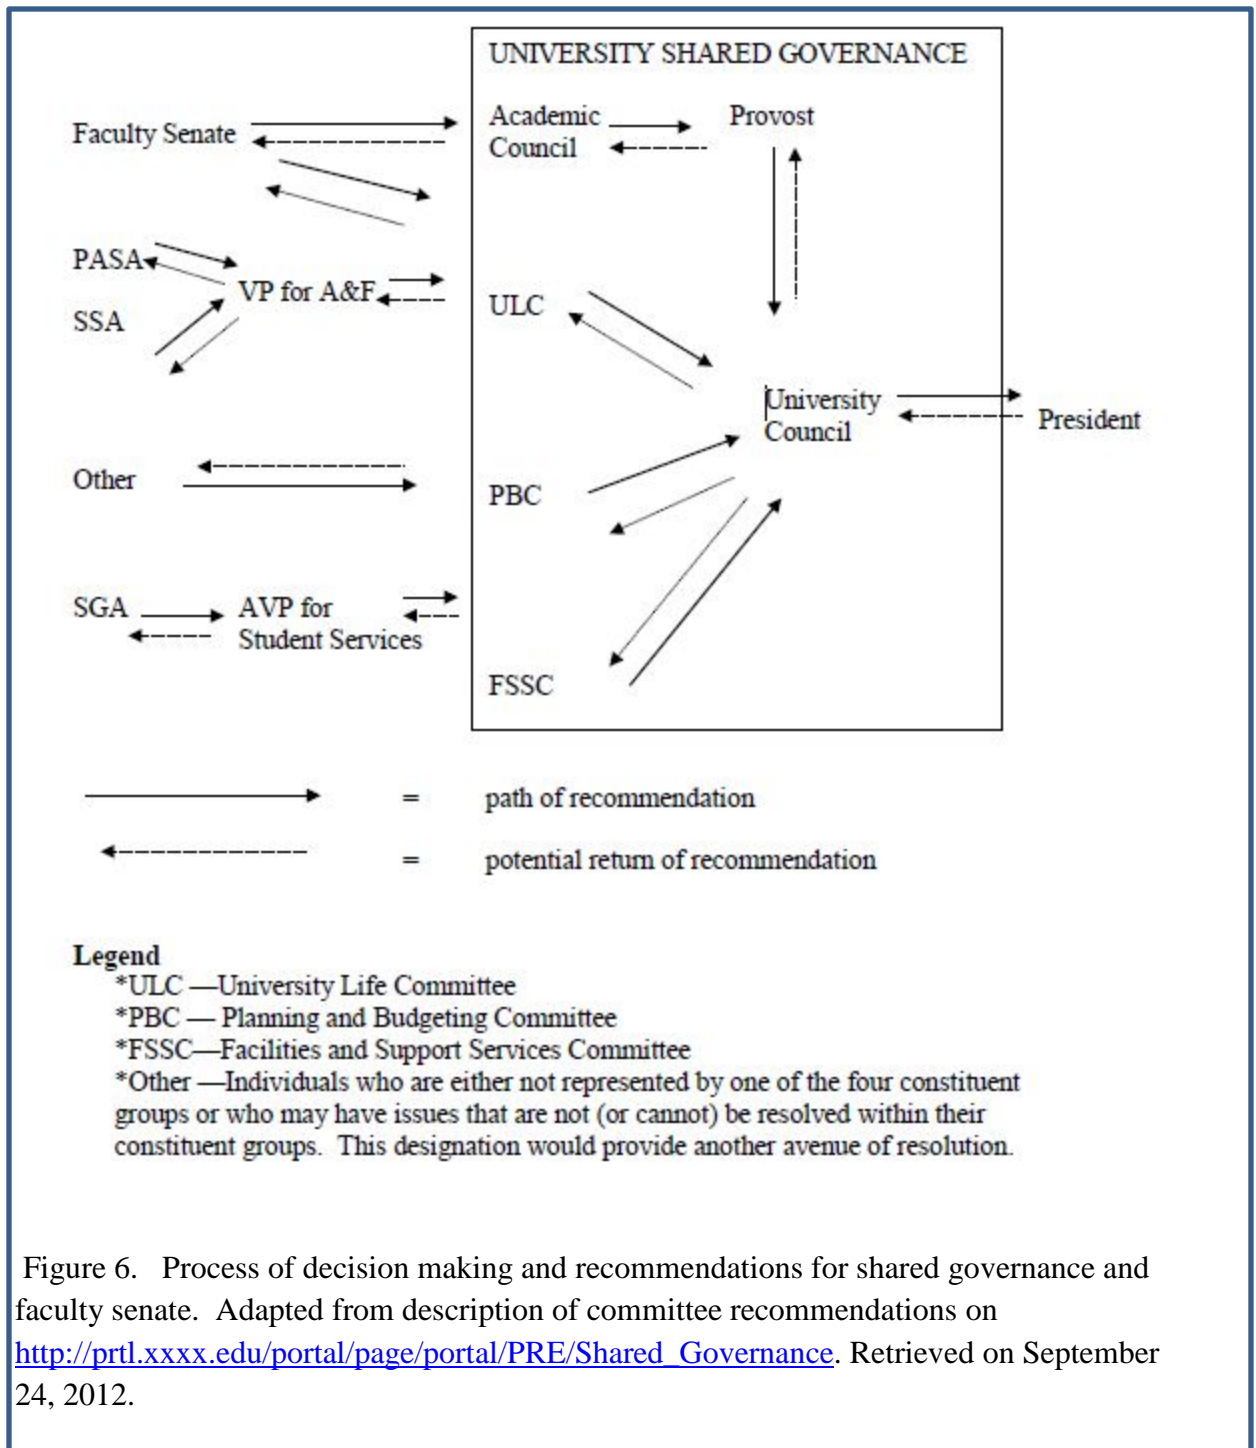 UNIVERSITY SHARED GOVERNANCE
Faculty Senate
Academic
Council
Provost
PASA
VP for A&F
SSA
ULC
University
Council
President
Other
PBC
SGA
AVP for
Student Services
FSSC
= path of recommendation
= potential return of recommendation
Legend
*ULC —University Life Committee
*PBC — Planning and Budgeting Committee
*FSSC—Facilities and Support Services Committee
*Other —Individuals who are either not represented by one of the four constituent
groups or who may have issues that are not (or cannot) be resolved within their
constituent groups.  This designation would provide another avenue of resolution.
Figure 6.   Process of decision making and recommendations for shared governance and
faculty senate.  Adapted from description of committee recommendations on
http://prtl.xxxx.edu/portal/page/portal/PRE/Shared_Governance. Retrieved on September
24, 2012.